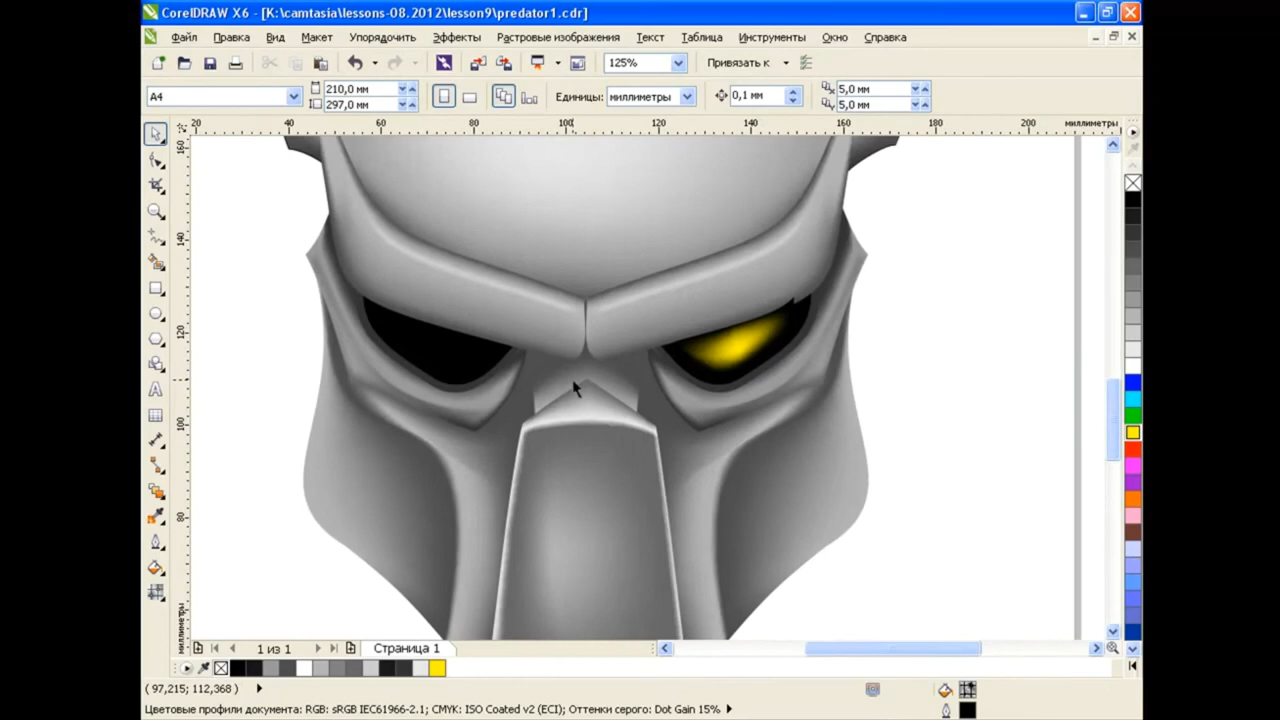 CorelDRAW X6 - [K:\camtasia\lessons-08.2012\lesson9\predator1.cdr]
Файл Правка Вид Макет Упорядочить Эффекты Растровые изображения Текст Таблица Инструменты Окно Справка
125% Привязать к
A4 210,0 мм 297,0 мм Единицы: миллиметры 0,1 мм 5,0 мм 5,0 мм
20 40 60 80 100 120 140 160 180 200 миллиметры
160
140
120
100
80
миллиметры
1 из 1 Страница 1
( 97,215; 112,368 )
Цветовые профили документа: RGB: sRGB IEC61966-2.1; CMYK: ISO Coated v2 (ECI); Оттенки серого: Dot Gain 15%